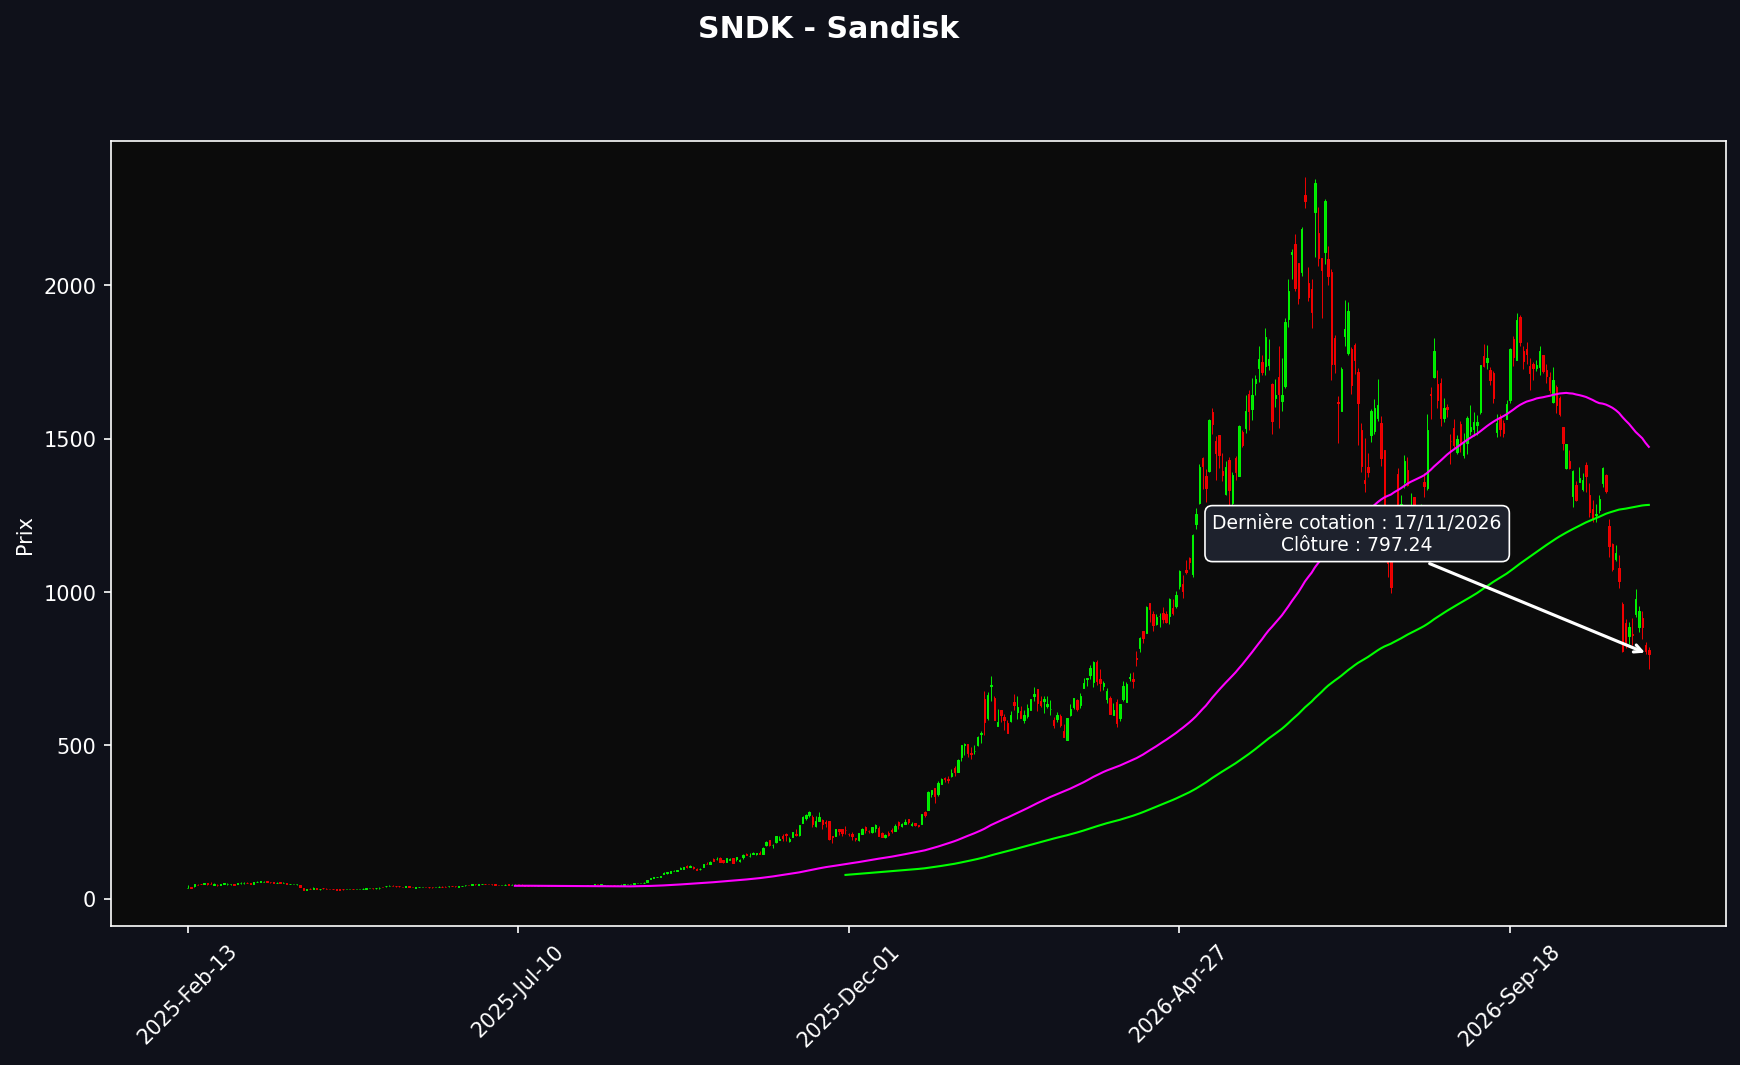 SNDK - Sandisk
Prix
2000
1500
1000
500
0
Dernière cotation : 17/11/2026
Clôture : 797.24
2025-Feb-13
2025-Jul-10
2025-Dec-01
2026-Apr-27
2026-Sep-18